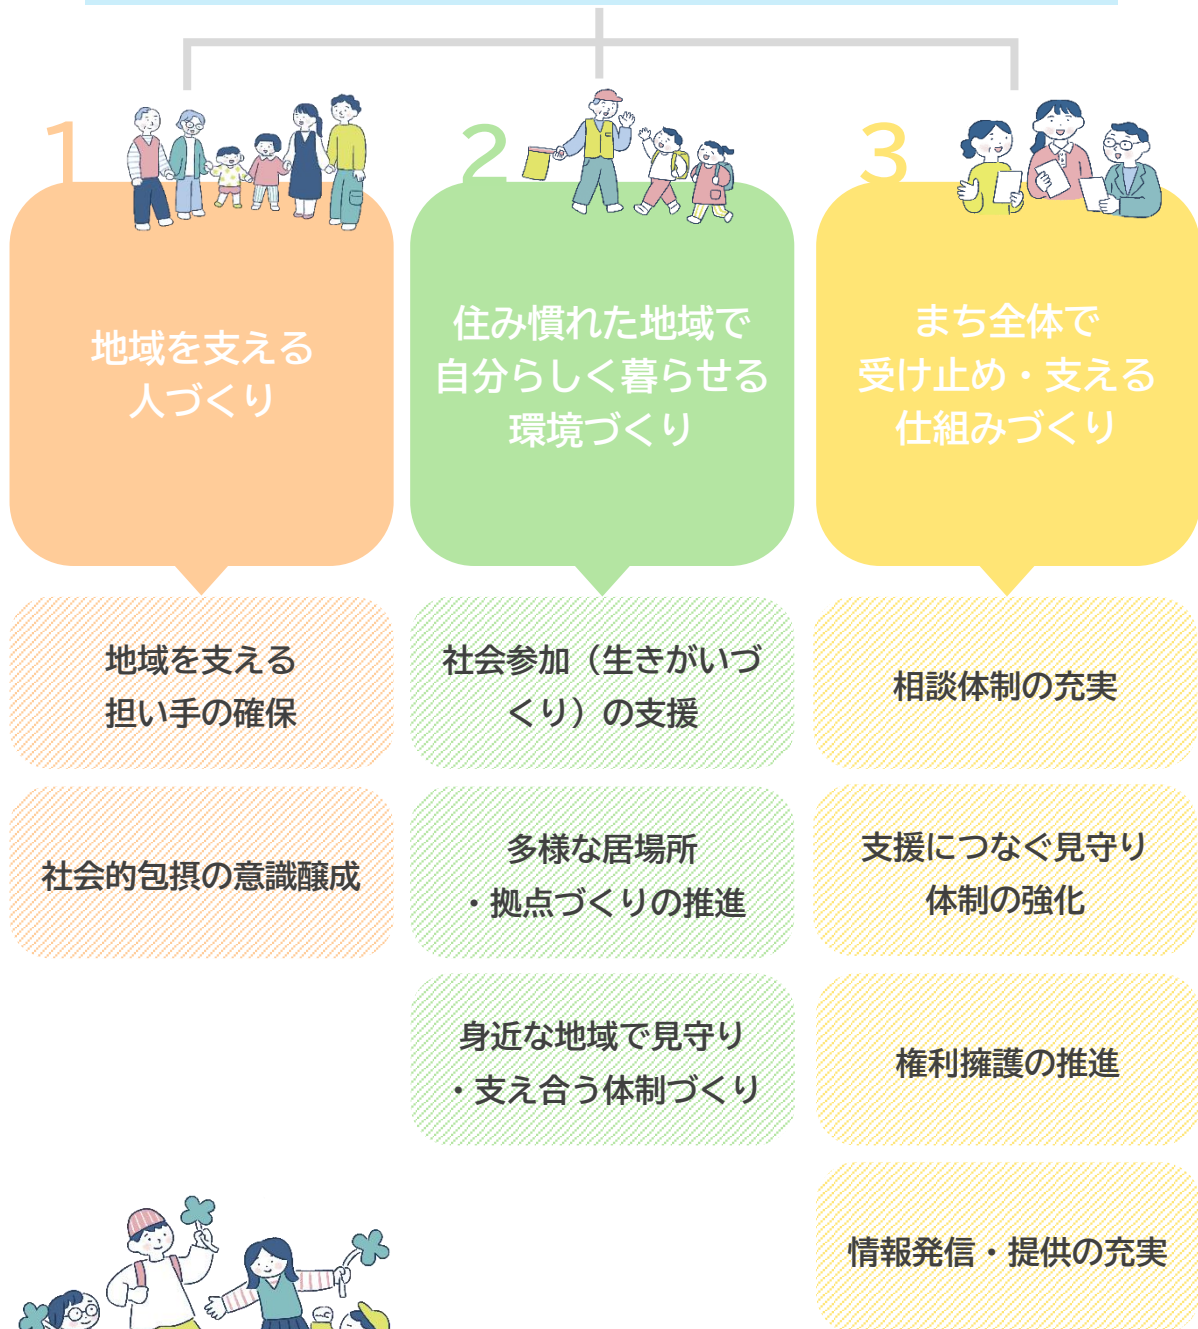 1
地域を支える
人づくり
地域を支える
担い手の確保
社会的包摂の意識醸成
2
住み慣れた地域で
自分らしく暮らせる
環境づくり
社会参加（生きがいづ
くり）の支援
多様な居場所
・拠点づくりの推進
身近な地域で見守り
・支え合う体制づくり
3
まち全体で
受け止め・支える
仕組みづくり
相談体制の充実
支援につなぐ見守り
体制の強化
権利擁護の推進
情報発信・提供の充実